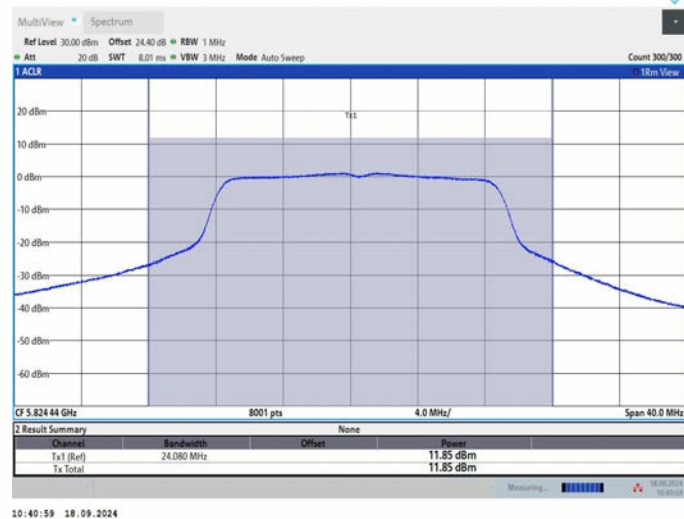 MultiView Spectrum
Ref Level 30.00 dBm Offset 24.40 dB RBW 1 MHz
Att 20 dB SWT 8.01 ms VBW 3 MHz Mode Auto Sweep Count 300/300
1 ACLR 1Rm View
Tx1
20 dBm
10 dBm
0 dBm
-10 dBm
-20 dBm
-30 dBm
-40 dBm
-50 dBm
-60 dBm
CF 5.824 44 GHz 8001 pts 4.0 MHz/ Span 40.0 MHz
2 Result Summary None
Channel Bandwidth Offset Power
Tx1 (Ref) 24.080 MHz 11.85 dBm
Tx Total 11.85 dBm
Measuring... 18.09.2024
10:40:59
10:40:59 18.09.2024